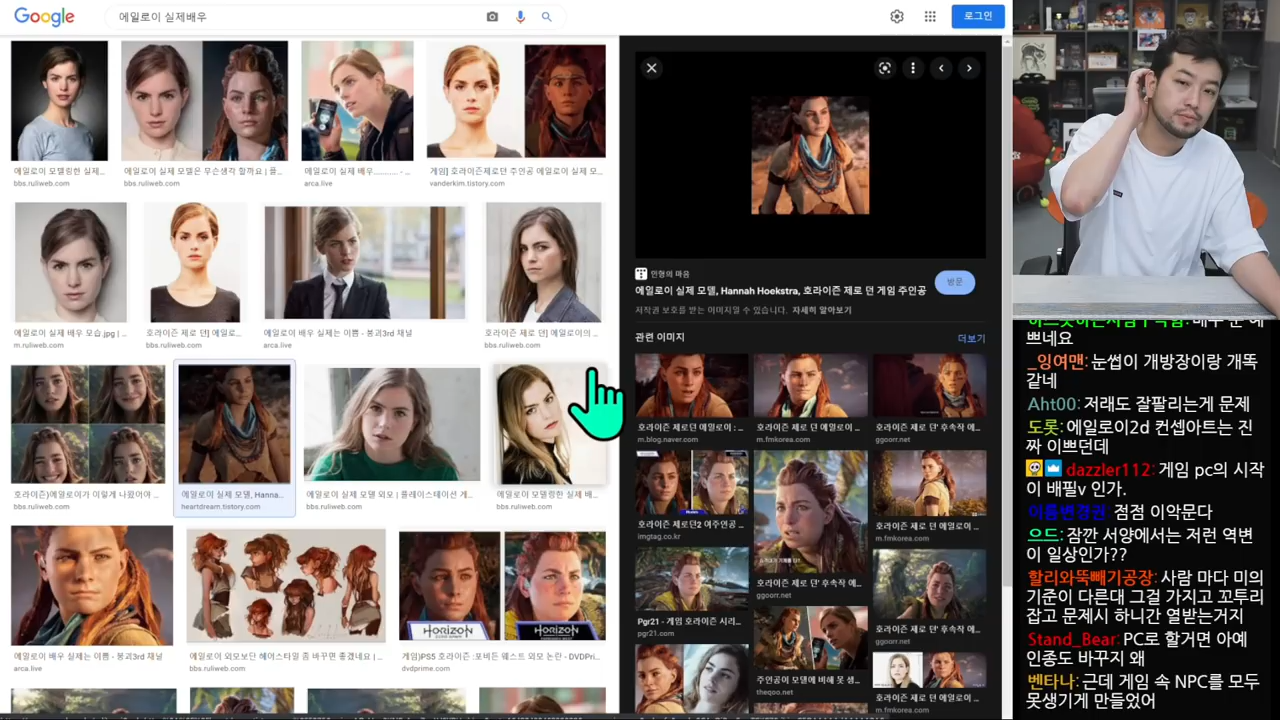 Google
에일로이 실제배우
로그인
에일로이 모델링한 실제...
bbs.ruliweb.com
에일로이 실제 모델은 무슨생각 할까요 | 플...
bbs.ruliweb.com
에일로이 실제 배우.......... - ...
arca.live
게임] 호라이즌제로던 주인공 에일로이 실제 모...
vanderkim.tistory.com
에일로이 실제 배우 모습.jpg | ...
m.ruliweb.com
호라이즌 제로 던] 에일로...
bbs.ruliweb.com
에일로이 배우 실제는 이쁨 - 붕괴3rd 채널
arca.live
호라이즌 제로 던] 에일로이의 ...
bbs.ruliweb.com
호라이즌)에일로이가 이렇게 나왔어야 ...
bbs.ruliweb.com
에일로이 실제 모델, Hanna...
heartdream.tistory.com
에일로이 실제 모델 외모 | 플레이스테이션 게...
bbs.ruliweb.com
에일로이 모델링한 실제 배...
bbs.ruliweb.com
HORIZON
HORIZON
에일로이 배우 실제는 이쁨 - 붕괴3rd 채널
arca.live
에일로이 외모보단 헤어스타일 좀 바꾸면 좋겠네요 | ...
bbs.ruliweb.com
게임)PS5 호라이즌 :포비든 웨스트 외모 논란 - DVDPri...
dvdprime.com
인형의 마음
에일로이 실제 모델, Hannah Hoekstra, 호라이즌 제로 던 게임 주인공
방문
저작권 보호를 받는 이미지일 수 있습니다. 자세히 알아보기
관련 이미지
더보기
호라이즌 제로던 에일로이 : ...
m.blog.naver.com
호라이즌 제로 던 에일로이 ...
m.fmkorea.com
호라이즌 제로 던' 후속작 에...
ggoorr.net
호라이즌 제로던2 여주인공 ...
imgtag.co.kr
호라이즌 제로 던' 후속작 에...
ggoorr.net
호라이즌 제로 던 에일로이 ...
m.fmkorea.com
Pgr21 - 게임 호라이즌 시리...
pgr21.com
호라이즌 제로 던' 후속작 에...
ggoorr.net
주인공이 모델에 비해 못 생...
theqoo.net
호라이즌 제로 던 에일로이 ...
m.fmkorea.com
쁘네요
_잉여맨: 눈썹이 개방장이랑 개똑
같네
Aht00: 저래도 잘팔리는게 문제
도롯: 에일로이2d 컨셉아트는 진
짜 이쁘던데
dazzler112: 게임 pc의 시작
이 배필v 인가.
이름변경권: 점점 이악문다
으드: 잠깐 서양에서는 저런 역변
이 일상인가??
할리와뚝빼기공장: 사람 마다 미의
기준이 다른대 그걸 가지고 꼬투리
잡고 문제시 하니간 열받는거지
Stand_Bear: PC로 할거면 아예
인종도 바꾸지 왜
벤타나: 근데 게임 속 NPC를 모두
못생기게 만들었어